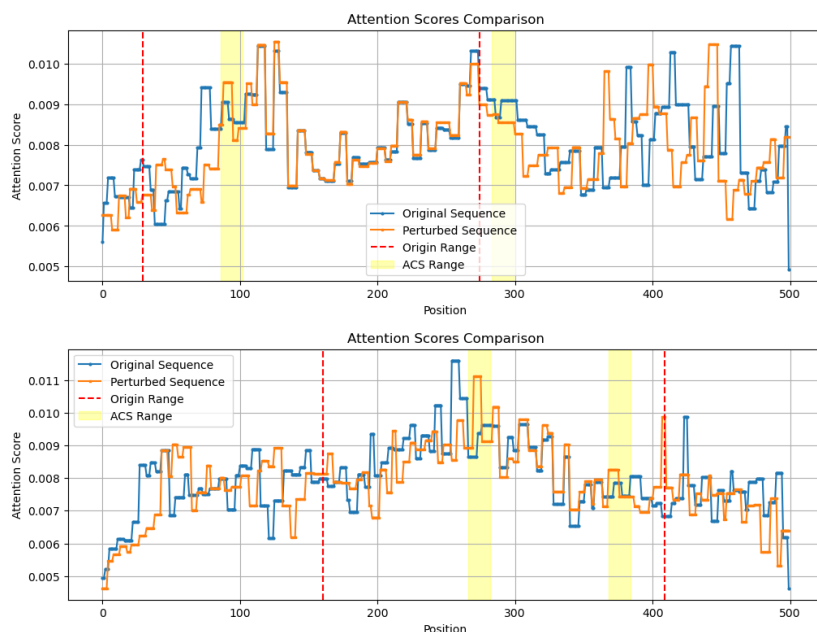 Attention Scores Comparison
Attention Score
0.010
0.009
0.008
0.007
0.006
0.005
Original Sequence
Perturbed Sequence
Origin Range
ACS Range
0
100
200
300
400
500
Position
Attention Scores Comparison
Attention Score
0.011
0.010
0.009
0.008
0.007
0.006
0.005
Original Sequence
Perturbed Sequence
Origin Range
ACS Range
0
100
200
300
400
500
Position